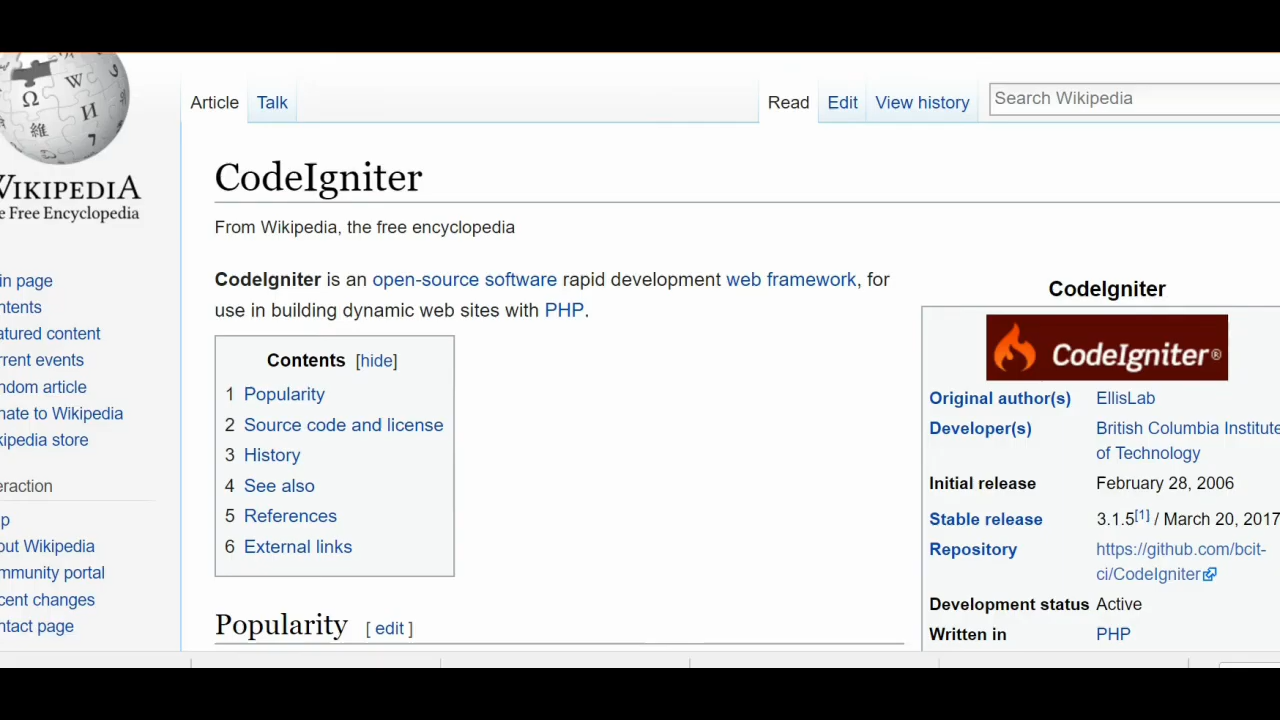 WIKIPEDIA
e Free Encyclopedia
in page
ntents
atured content
rrent events
ndom article
nate to Wikipedia
kipedia store
eraction
p
out Wikipedia
mmunity portal
cent changes
ntact page
Article Talk Read Edit View history Search Wikipedia
CodeIgniter
From Wikipedia, the free encyclopedia
CodeIgniter is an open-source software rapid development web framework, for
use in building dynamic web sites with PHP.
Contents [hide]
1 Popularity
2 Source code and license
3 History
4 See also
5 References
6 External links
Popularity [ edit ]
CodeIgniter
CodeIgniter®
Original author(s) EllisLab
Developer(s) British Columbia Institute
of Technology
Initial release February 28, 2006
Stable release 3.1.5[1] / March 20, 2017
Repository https://github.com/bcit-
ci/CodeIgniter
Development status Active
Written in PHP